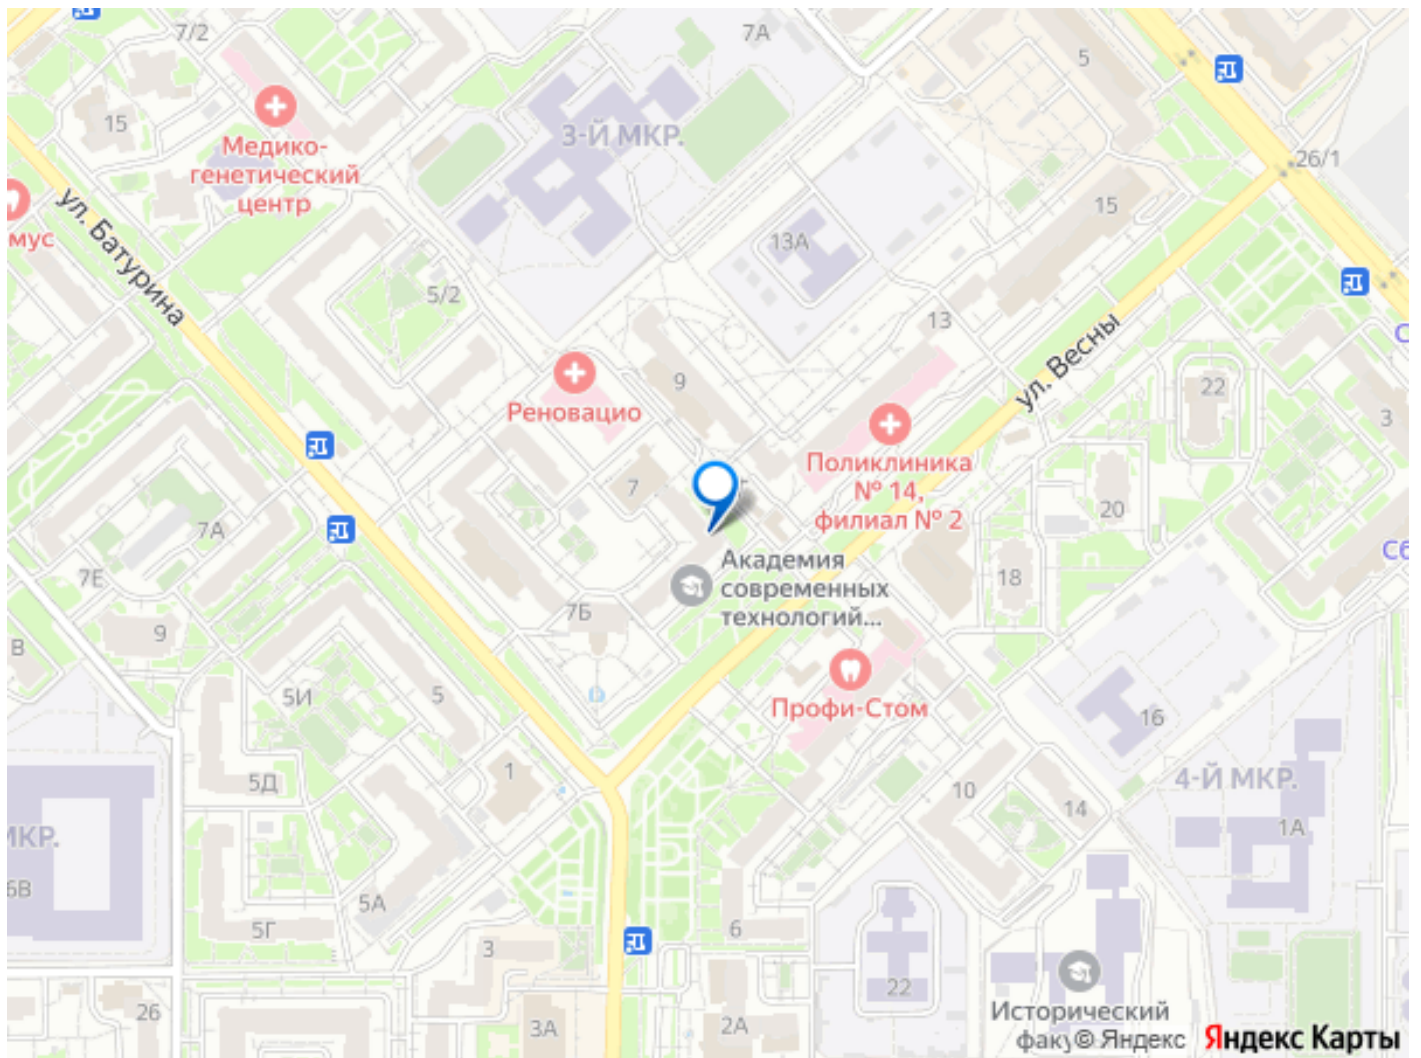 7/2
7А
5
15
Медико-
генетический
центр
3-Й МКР.
26/1
мус
ул. Батурина
15
13А
5/2
13
ул. Весны
9
22
3
Реновацио
Поликлиника
№ 14,
филиал № 2
7
20
7А
Академия
современных
технологий...
Сб
7Е
18
7Б
9
В
5И
5
Профи-Стом
16
1
5Д
4-Й МКР.
10
14
1А
МКР.
6В
5А
5Г
6
3
22
26
3А
2А
Исторический
фак
© Яндекс
Яндекс Карты